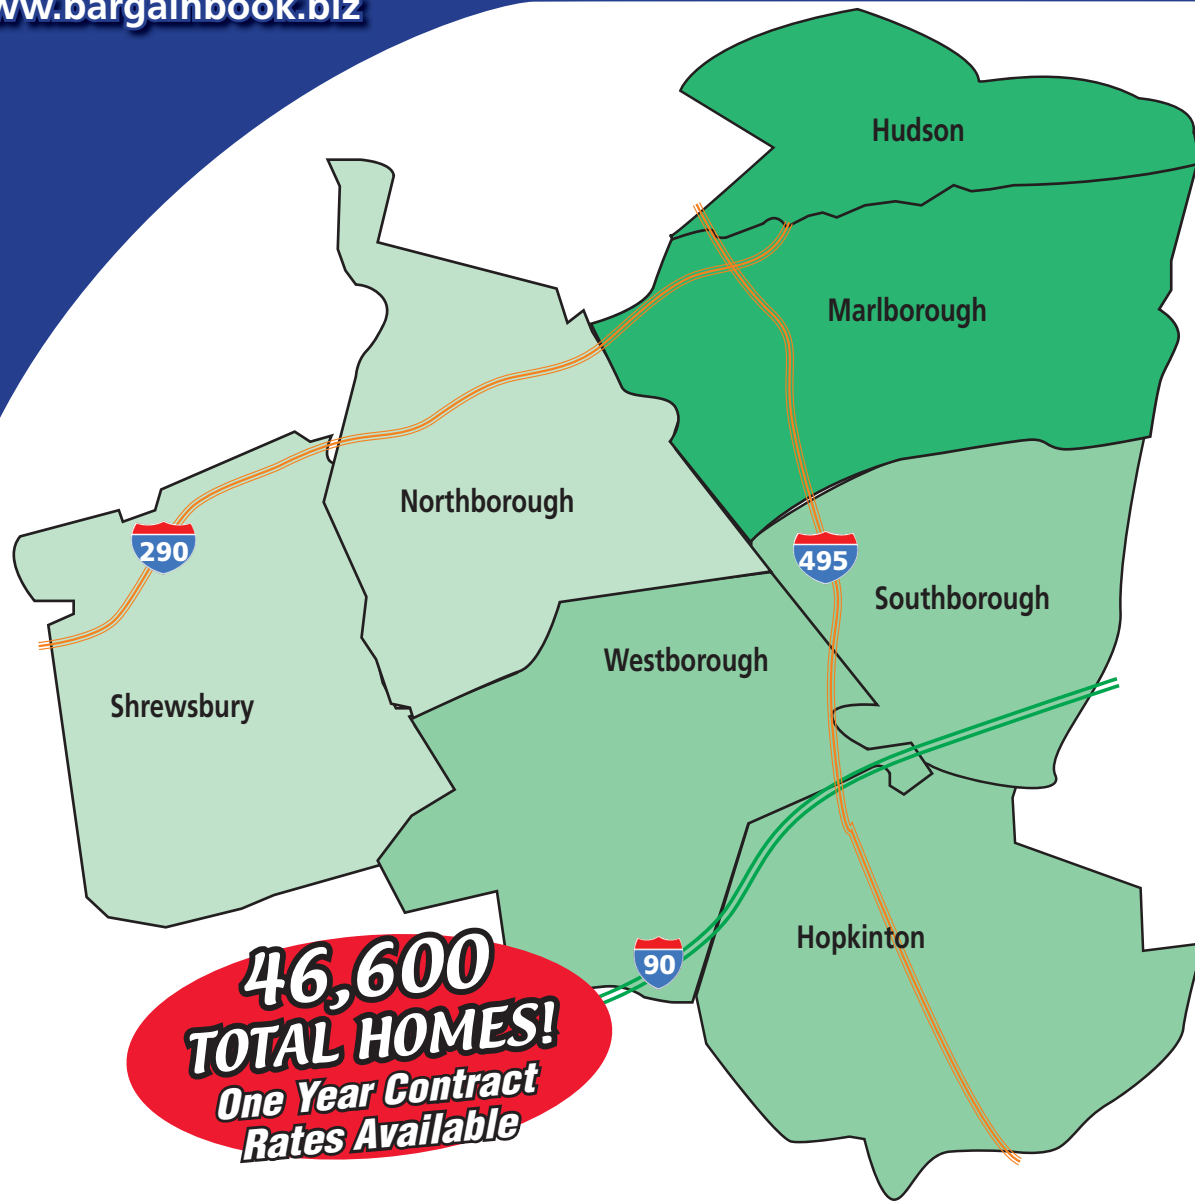 www.bargainbook.biz
Hudson
Marlborough
Northborough
290
495
Southborough
Westborough
Shrewsbury
Hopkinton
90
46,600
TOTAL HOMES!
One Year Contract
Rates Available